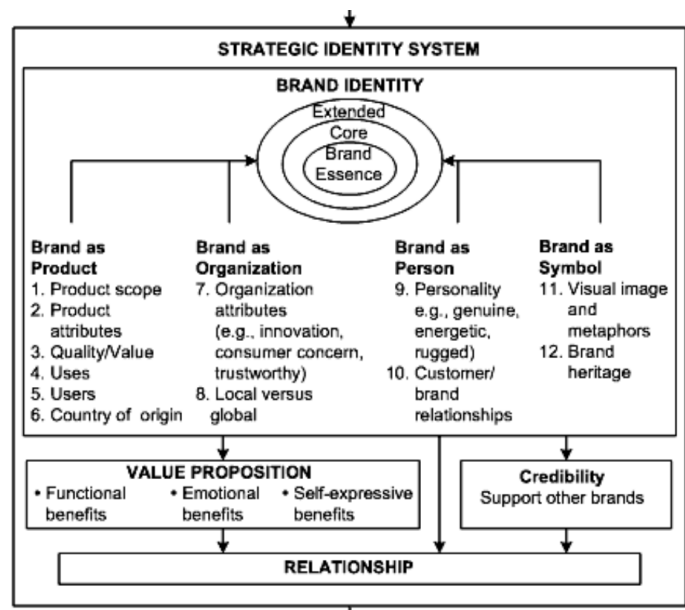 STRATEGIC IDENTITY SYSTEM
BRAND IDENTITY
Extended
Core
Brand
Essence
Brand as
Product
1. Product scope
2. Product
attributes
3. Quality/Value
4. Uses
5. Users
6. Country of origin
Brand as
Organization
7. Organization
attributes
(e.g., innovation,
consumer concern,
trustworthy)
8. Local versus
global
Brand as
Person
9. Personality
e.g., genuine,
energetic,
rugged)
10. Customer/
brand
relationships
Brand as
Symbol
11. Visual image
and
metaphors
12. Brand
heritage
VALUE PROPOSITION
• Functional
benefits
• Emotional
benefits
• Self-expressive
benefits
Credibility
Support other brands
RELATIONSHIP